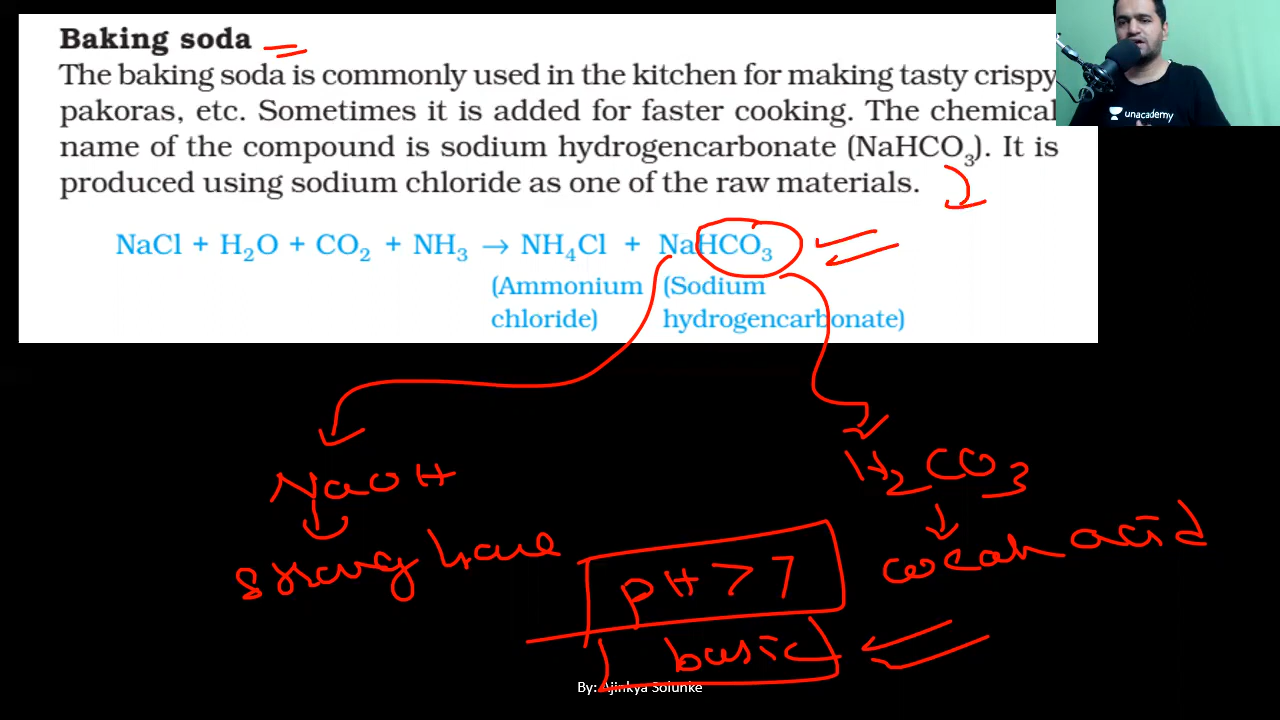 Baking soda
The baking soda is commonly used in the kitchen for making tasty crispy
pakoras, etc. Sometimes it is added for faster cooking. The chemical
name of the compound is sodium hydrogencarbonate (NaHCO₃). It is
produced using sodium chloride as one of the raw materials.
NaCl + H₂O + CO₂ + NH₃ → NH₄Cl + NaHCO₃
(Ammonium (Sodium
chloride) hydrogencarbonate)
unacademy
NaOH
H₂CO₃
strong base
weak acid
pH > 7
basic
By: Ajinkya Solunke